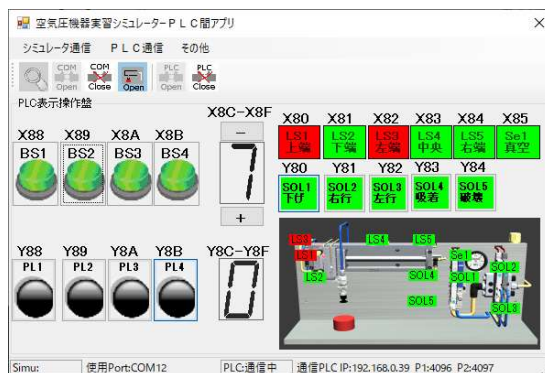 空気圧機器実習シミュレーターPLC間アプリ
シミュレータ通信 PLC通信 その他
COM Open COM Close Open PLC Open PLC Close
PLC表示操作盤
X88 X89 X8A X8B
BS1 BS2 BS3 BS4
X8C-X8F
－
7
＋
X80 X81 X82 X83 X84 X85
LS1 上端 LS2 下端 LS3 左端 LS4 中央 LS5 右端 Se1 真空
Y80 Y81 Y82 Y83 Y84
SOL1 下げ SOL2 右行 SOL3 左行 SOL4 吸着 SOL5 破壊
Y88 Y89 Y8A Y8B
PL1 PL2 PL3 PL4
Y8C-Y8F
0
LS3 LS4 LS5
LS1 Se1
LS2 SOL4 SOL1 SOL2
SOL5 SOL3
Simu: 使用Port:COM12 PLC:通信中 通信PLC IP:192.168.0.39 P1:4096 P2:4097